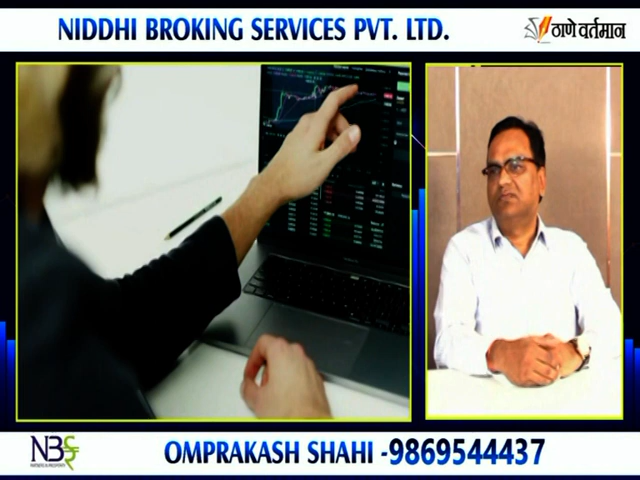 NIDDHI BROKING SERVICES PVT. LTD.
ठाणे वर्तमान
NBS
OMPRAKASH SHAHI -9869544437